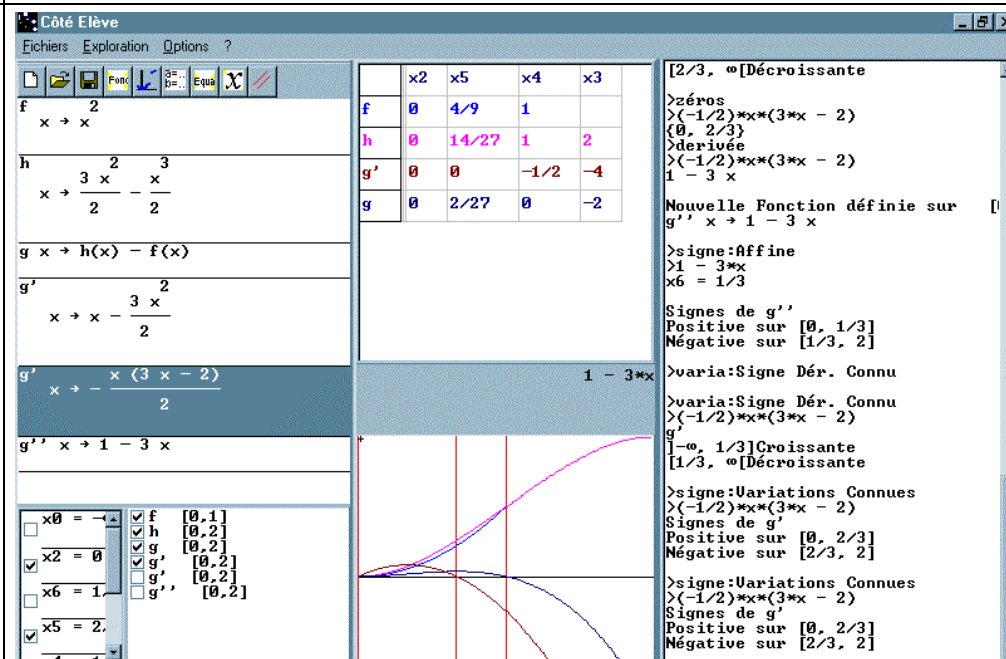 Côté Elève
Fichiers Exploration Options ?
Fonc a=.. b=.. Equa X
f 2
x → x
h 2 3
3 x x
x → ———— − ——
2 2
g x → h(x) − f(x)
g' 2
3 x
x → x − ————
2
g' x (3 x − 2)
x → − ——————————
2
g'' x → 1 − 3 x
x0 = −
x2 = 0
x6 = 1
x5 = 2
f [0,1]
h [0,2]
g [0,2]
g' [0,2]
g' [0,2]
g'' [0,2]
x2 x5 x4 x3
f 0 4/9 1
h 0 14/27 1 2
g' 0 0 −1/2 −4
g 0 2/27 0 −2
1 − 3*x
[2/3, ∞[Décroissante
>zéros
>(−1/2)*x*(3*x − 2)
{0, 2/3}
>derivée
>(−1/2)*x*(3*x − 2)
1 − 3 x
Nouvelle Fonction définie sur [
g'' x → 1 − 3 x
>signe:Affine
>1 − 3*x
x6 = 1/3
Signes de g''
Positive sur [0, 1/3]
Négative sur [1/3, 2]
>varia:Signe Dér. Connu
>varia:Signe Dér. Connu
>(−1/2)*x*(3*x − 2)
g'
]−∞, 1/3]Croissante
[1/3, ∞[Décroissante
>signe:Variations Connues
>(−1/2)*x*(3*x − 2)
Signes de g'
Positive sur [0, 2/3]
Négative sur [2/3, 2]
>signe:Variations Connues
>(−1/2)*x*(3*x − 2)
Signes de g'
Positive sur [0, 2/3]
Négative sur [2/3, 2]